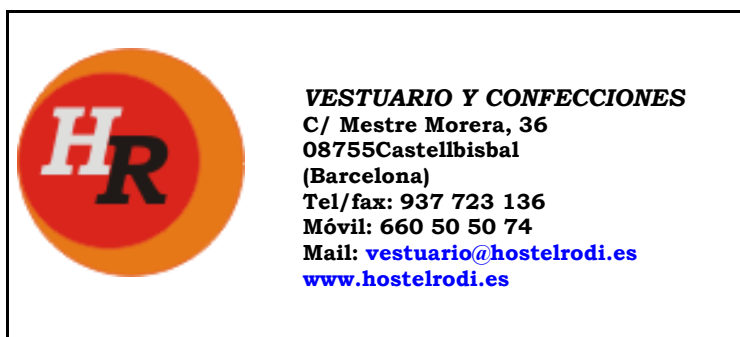 HR
VESTUARIO Y CONFECCIONES
C/ Mestre Morera, 36
08755Castellbisbal
(Barcelona)
Tel/fax: 937 723 136
Móvil: 660 50 50 74
Mail: vestuario@hostelrodi.es
www.hostelrodi.es